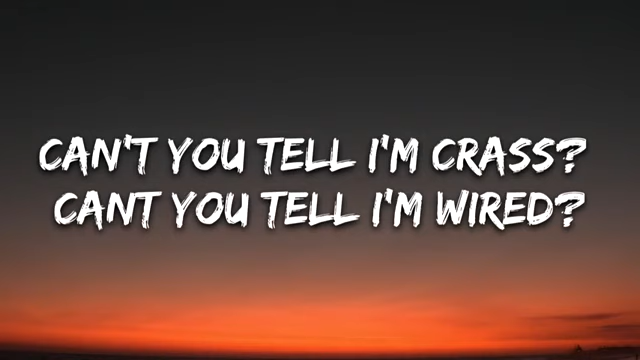 CAN'T YOU TELL I'M CRASS?
CANT YOU TELL I'M WIRED?